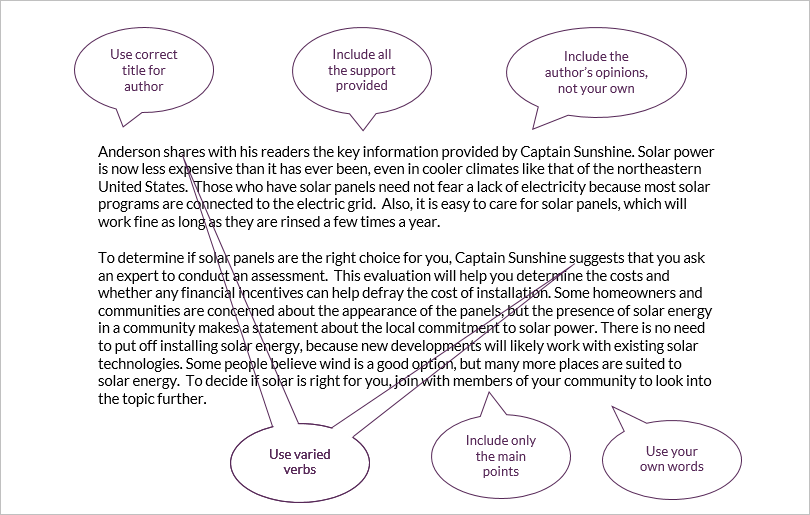 Use correct
title for
author
Include all
the support
provided
Include the
author's opinions,
not your own
Anderson shares with his readers the key information provided by Captain Sunshine. Solar power
is now less expensive than it has ever been, even in cooler climates like that of the northeastern
United States.  Those who have solar panels need not fear a lack of electricity because most solar
programs are connected to the electric grid.  Also, it is easy to care for solar panels, which will
work fine as long as they are rinsed a few times a year.
To determine if solar panels are the right choice for you, Captain Sunshine suggests that you ask
an expert to conduct an assessment.  This evaluation will help you determine the costs and
whether any financial incentives can help defray the cost of installation. Some homeowners and
communities are concerned about the appearance of the panels, but the presence of solar energy
in a community makes a statement about the local commitment to solar power. There is no need
to put off installing solar energy, because new developments will likely work with existing solar
technologies. Some people believe wind is a good option, but many more places are suited to
solar energy.  To decide if solar is right for you, join with members of your community to look into
the topic further.
Use varied
verbs
Include only
the main
points
Use your
own words